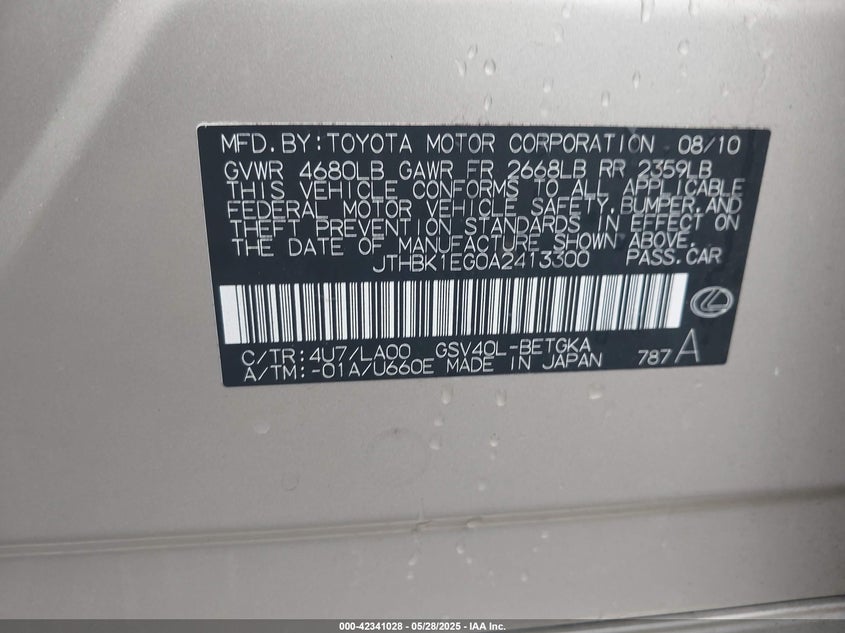 MFD. BY: TOYOTA MOTOR CORPORATION 08/10
GVWR 4680LB GAWR FR 2668LB RR 2359LB
THIS VEHICLE CONFORMS TO ALL APPLICABLE
FEDERAL MOTOR VEHICLE SAFETY, BUMPER, AND
THEFT PREVENTION STANDARDS IN EFFECT ON
THE DATE OF MANUFACTURE SHOWN ABOVE.
JTHBK1EG0A2413300 PASS. CAR
C/TR: 4U7/LA00 GSV40L-BETGKA
A/TM: -01A/U660E MADE IN JAPAN 787 A
000-42341028 - 05/28/2025 - IAA Inc.